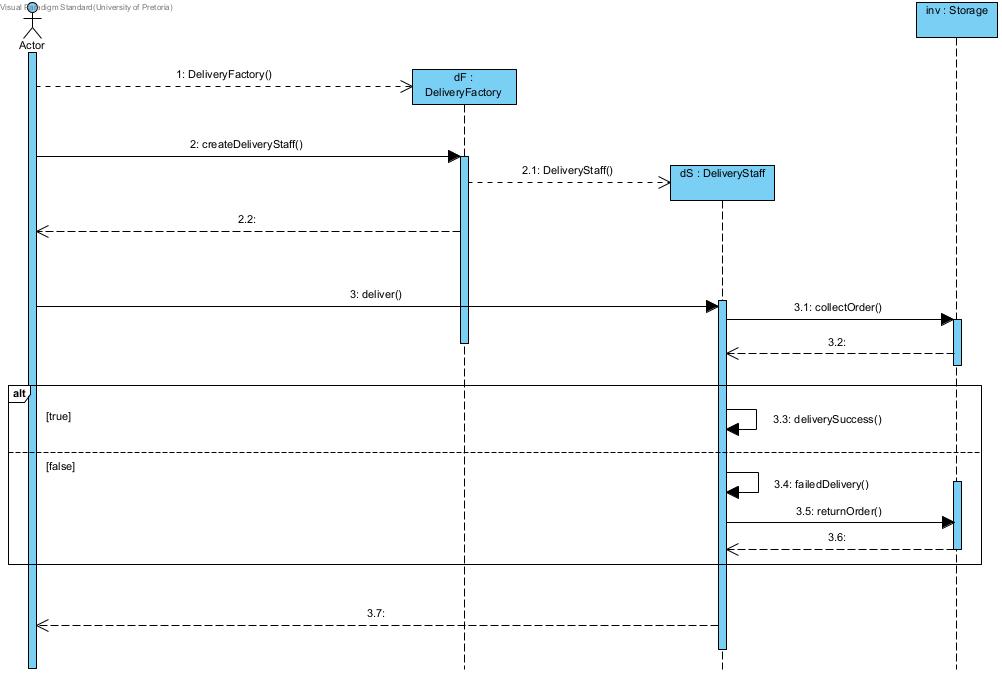 Visual Paradigm Standard(University of Pretoria)
inv : Storage
Actor
1: DeliveryFactory()
dF :
DeliveryFactory
2: createDeliveryStaff()
2.1: DeliveryStaff()
dS : DeliveryStaff
2.2:
3: deliver()
3.1: collectOrder()
3.2:
alt
[true]
3.3: deliverySuccess()
[false]
3.4: failedDelivery()
3.5: returnOrder()
3.6:
3.7: